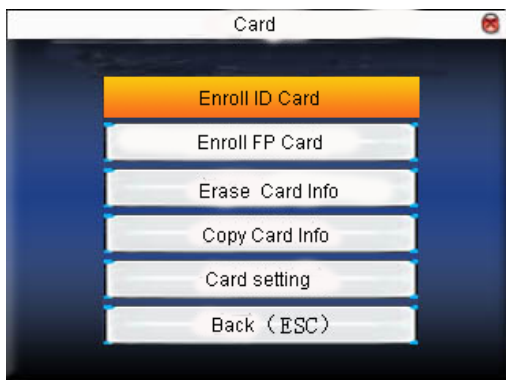 Card
Enroll ID Card
Enroll FP Card
Erase Card Info
Copy Card Info
Card setting
Back（ESC）